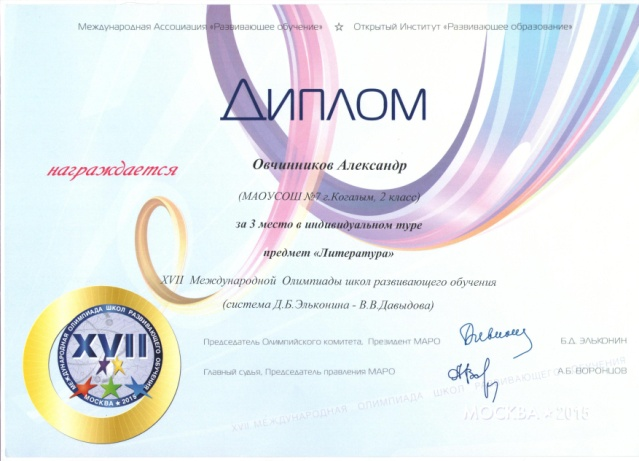 Международная Ассоциация «Развивающее обучение» ☆ Открытый Институт «Развивающее образование»
Диплом
награждается
Овчинников Александр
(МАОУСОШ №7 г.Когалым, 2 класс)
за 3 место в индивидуальном туре
предмет «Литература»
XVII Международной Олимпиады школ развивающего обучения
(система Д.Б.Эльконина - В.В.Давыдова)
Председатель Олимпийского комитета. Президент МАРО Б.Д. ЭЛЬКОНИН
Главный судья, Председатель правления МАРО А.Б. ВОРОНЦОВ
МЕЖДУНАРОДНАЯ ОЛИМПИАДА ШКОЛ РАЗВИВАЮЩЕГО ОБУЧЕНИЯ
XVII
МОСКВА ★ 2015
XVII МЕЖДУНАРОДНАЯ ОЛИМПИАДА ШКОЛ РАЗВИВАЮЩЕГО ОБУЧЕНИЯ
МОСКВА ★ 2015